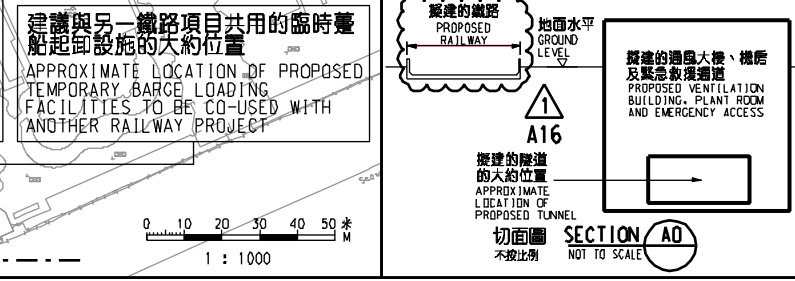 建議與另一鐵路項目共用的臨時躉
船起卸設施的大約位置
APPROXIMATE LOCATION OF PROPOSED
TEMPORARY BARGE LOADING
FACILITIES TO BE CO-USED WITH
ANOTHER RAILWAY PROJECT
0 10 20 30 40 50 米
M
1 : 1000
擬建的鐵路
PROPOSED
RAILWAY
地面水平
GROUND
LEVEL
1
A16
擬建的通風大樓、機房
及緊急救援通道
PROPOSED VENTILATION
BUILDING, PLANT ROOM
AND EMERGENCY ACCESS
擬建的隧道
的大約位置
APPROXIMATE
LOCATION OF
PROPOSED TUNNEL
切面圖 SECTION A0
不按比例 NOT TO SCALE